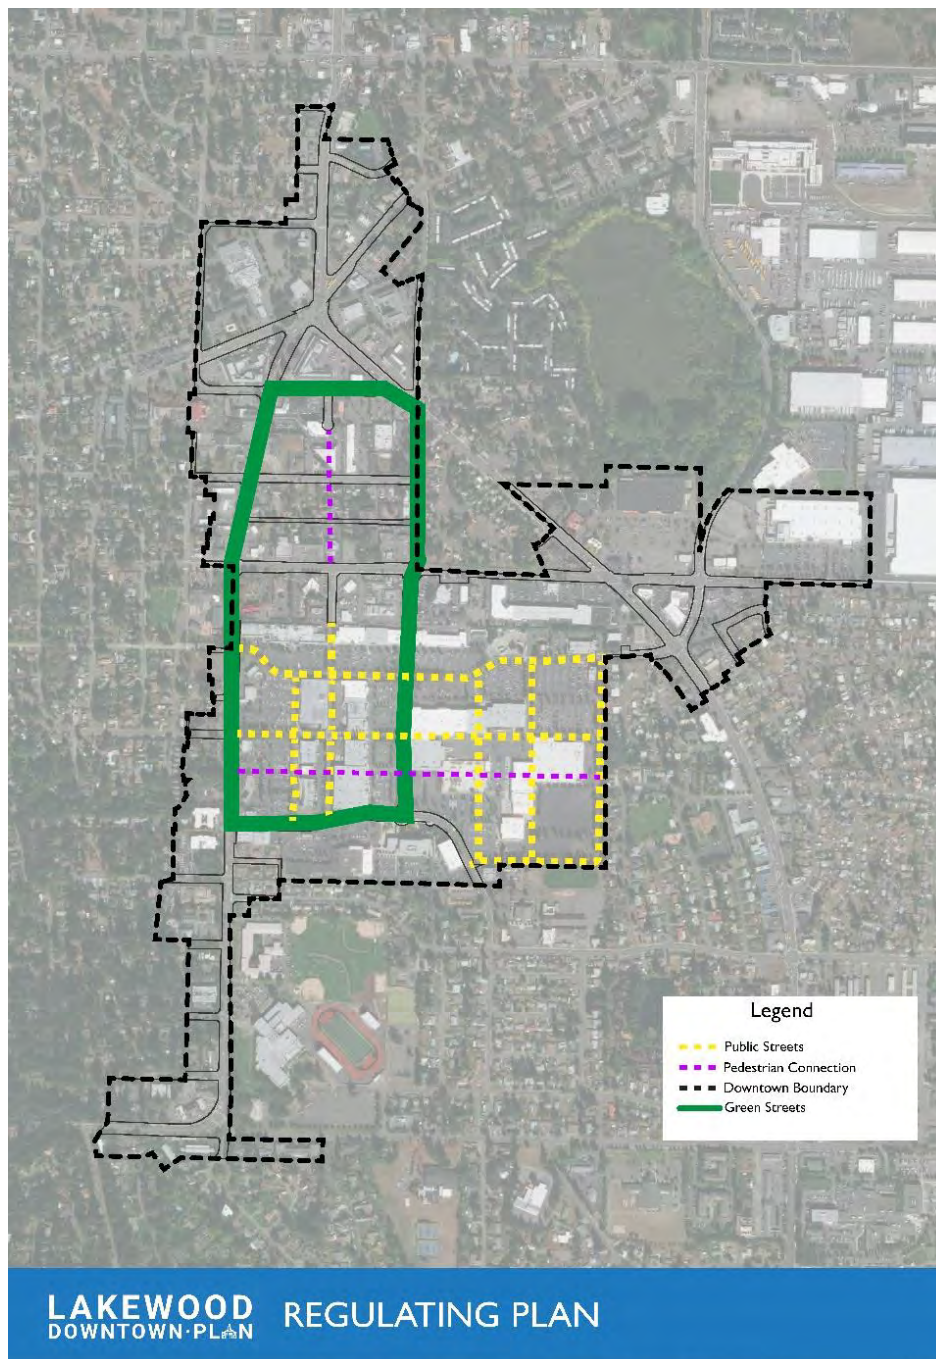 Legend
Public Streets
Pedestrian Connection
Downtown Boundary
Green Streets
LAKEWOOD
DOWNTOWN·PLAN
REGULATING PLAN